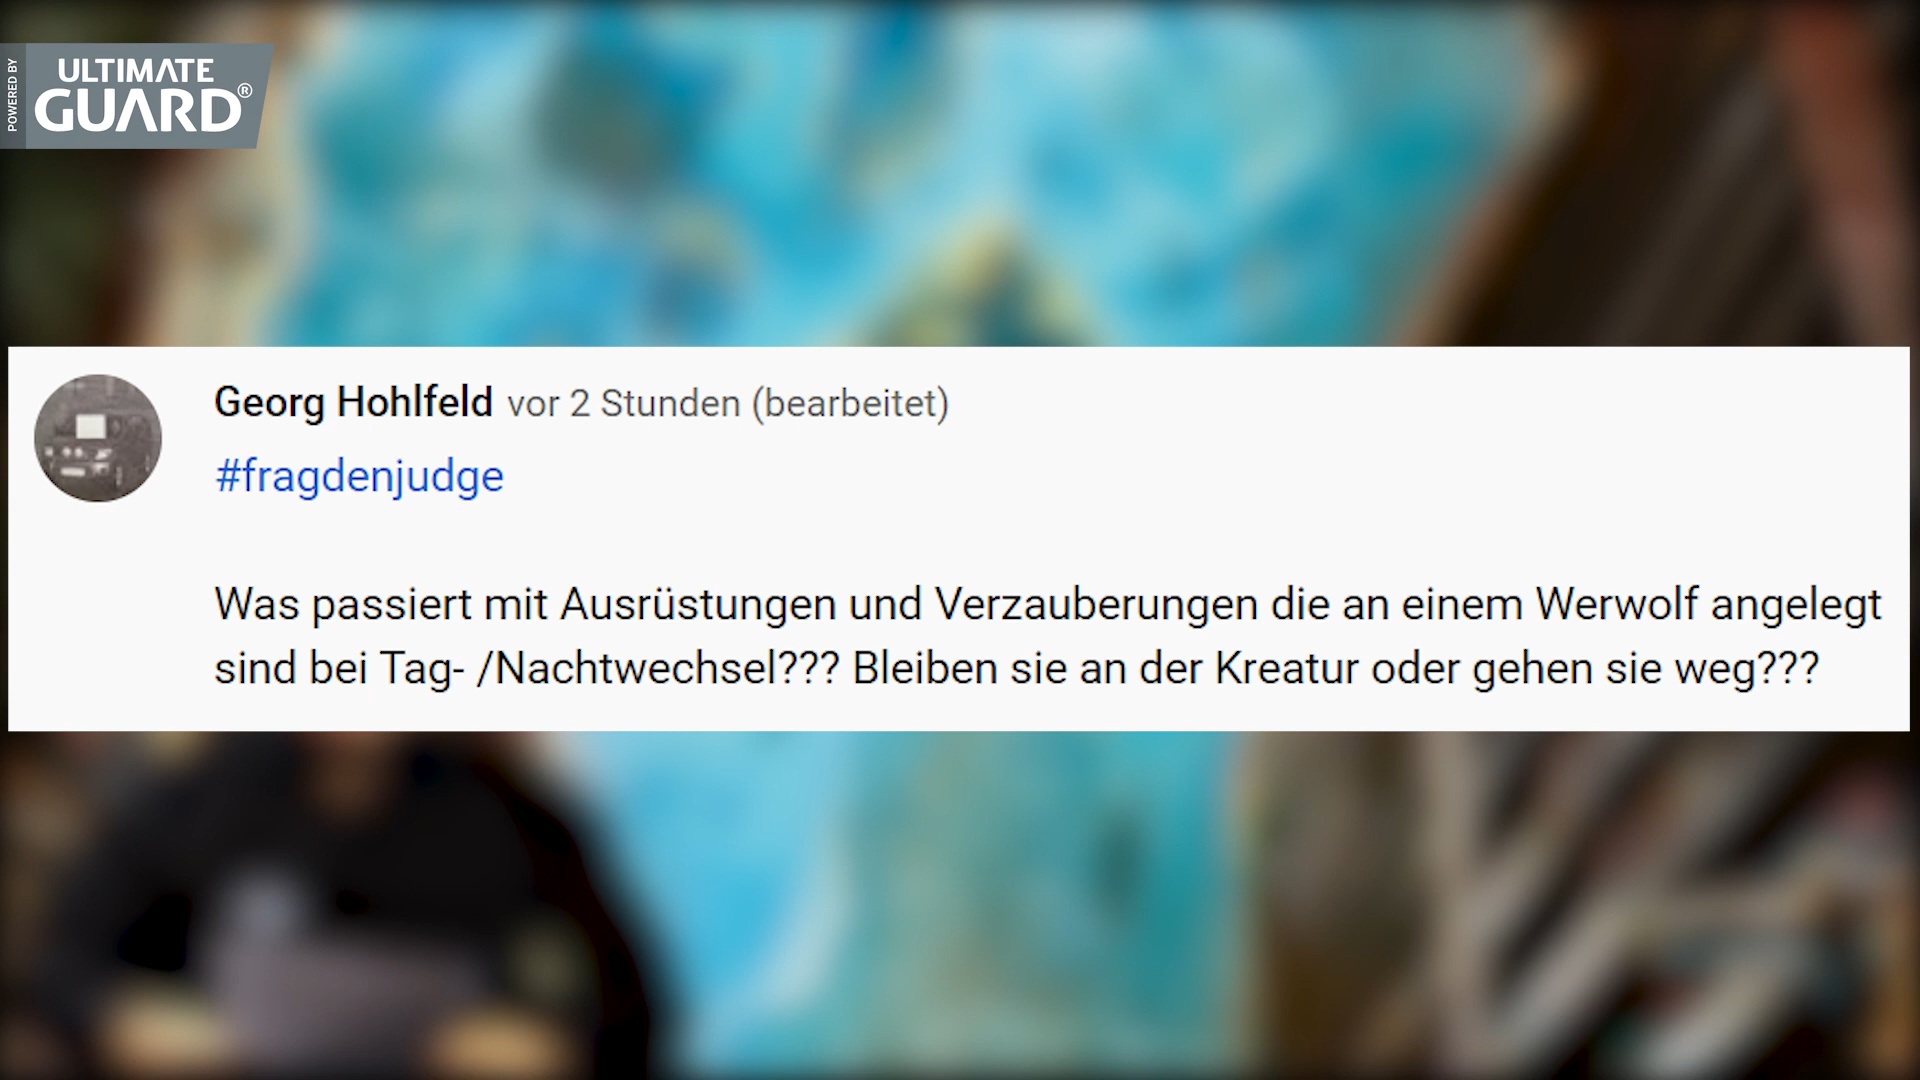 POWERED BY
ULTIMATE
GUARD®
Georg Hohlfeld vor 2 Stunden (bearbeitet)
#fragdenjudge
Was passiert mit Ausrüstungen und Verzauberungen die an einem Werwolf angelegt
sind bei Tag- /Nachtwechsel??? Bleiben sie an der Kreatur oder gehen sie weg???